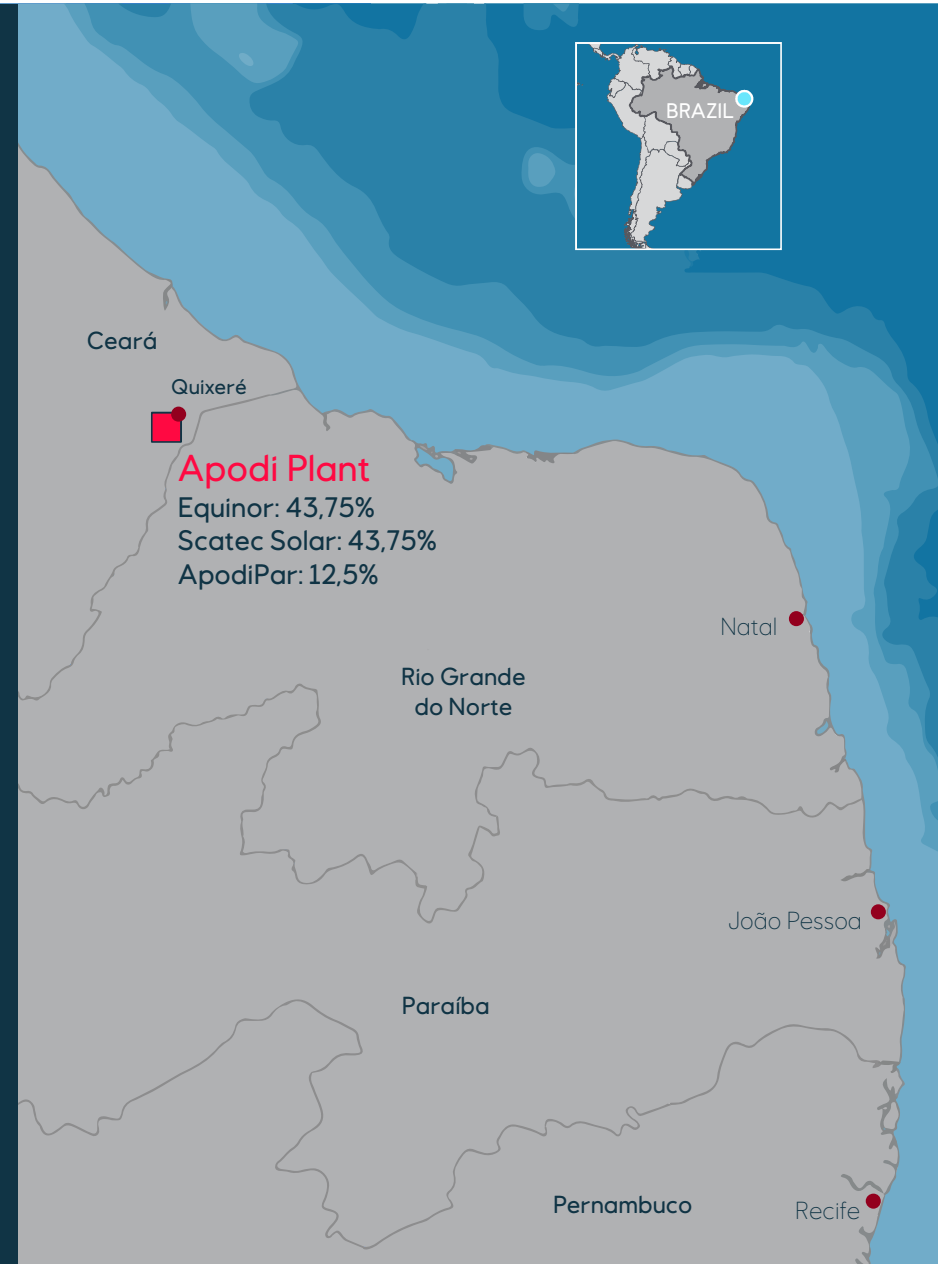 BRAZIL
Ceará
Quixeré
Apodi Plant
Equinor: 43,75%
Scatec Solar: 43,75%
ApodiPar: 12,5%
Natal
Rio Grande
do Norte
João Pessoa
Paraíba
Pernambuco
Recife